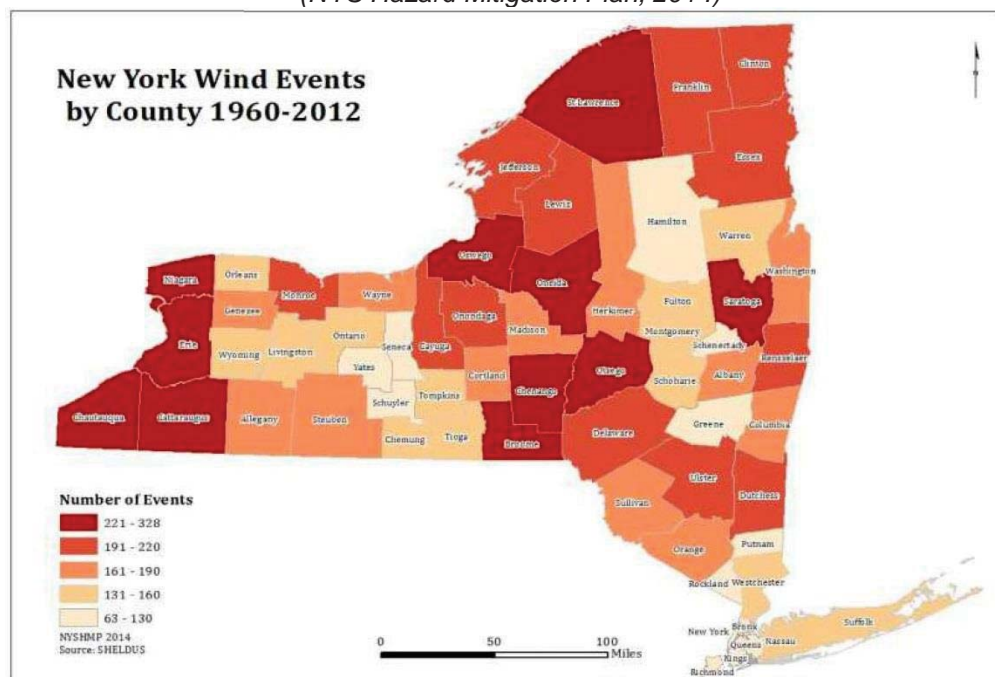 (NYS Hazard Mitigation Plan, 2014)
New York Wind Events
by County 1960-2012
Clinton
Franklin
St Lawrence
Essex
Jefferson
Lewis
Hamilton
Warren
Oswego
Oneida
Washington
Niagara
Orleans
Saratoga
Monroe
Wayne
Fulton
Genesee
Herkimer
Onondaga
Madison
Ontario
Montgomery
Seneca
Schenectady
Erie
Cayuga
Wyoming
Livingston
Rensselaer
Yates
Otsego
Albany
Cortland
Schoharie
Chenango
Schuyler
Tompkins
Chautauqua
Cattaraugus
Allegany
Steuben
Greene
Columbia
Delaware
Chemung
Tioga
Broome
Ulster
Dutchess
Sullivan
Putnam
Orange
Rockland
Westchester
Suffolk
Bronx
New York
Nassau
Queens
Kings
Richmond
Number of Events
221 - 328
191 - 220
161 - 190
131 - 160
63 - 130
NYSHMP 2014
Source: SHELDUS
0 50 100
Miles